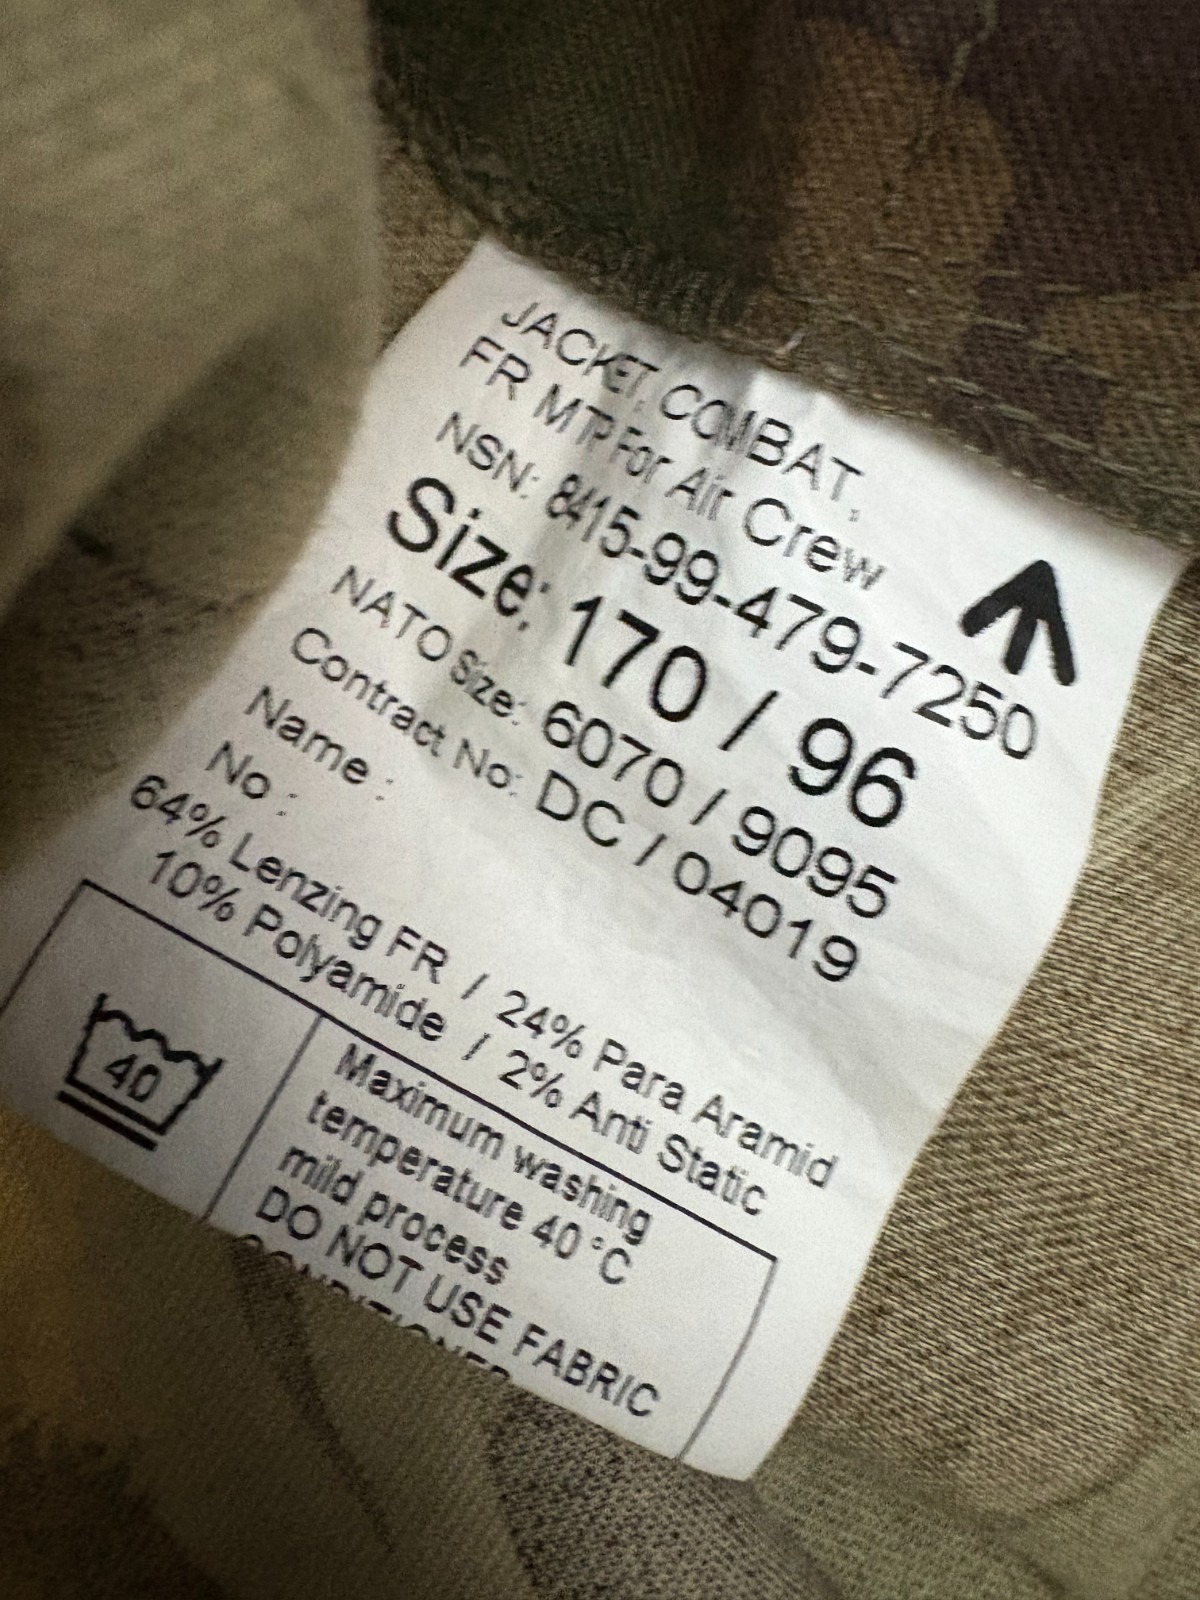 JACKET, COMBAT,
FR MTP For Air Crew
NSN: 8415-99-479-7250
Size: 170 / 96
NATO Size: 6070 / 9095
Contract No: DC / 04019
Name :
No :
64% Lenzing FR / 24% Para Aramid
10% Polyamide / 2% Anti Static
40
Maximum washing
temperature 40 °C
mild process
DO NOT USE FABRIC
CONDITIONER